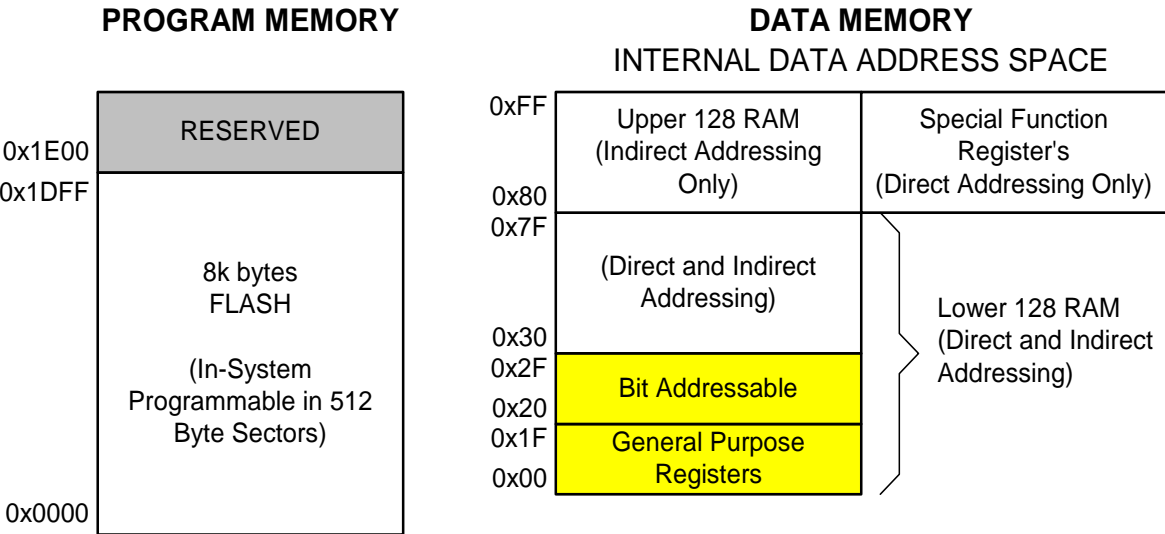 PROGRAM MEMORY
RESERVED
0x1E00
0x1DFF
8k bytes
FLASH
(In-System
Programmable in 512
Byte Sectors)
0x0000
DATA MEMORY
INTERNAL DATA ADDRESS SPACE
0xFF
Upper 128 RAM
(Indirect Addressing
Only)
0x80
Special Function
Register's
(Direct Addressing Only)
0x7F
(Direct and Indirect
Addressing)
0x30
0x2F
Bit Addressable
0x20
0x1F
General Purpose
Registers
0x00
Lower 128 RAM
(Direct and Indirect
Addressing)